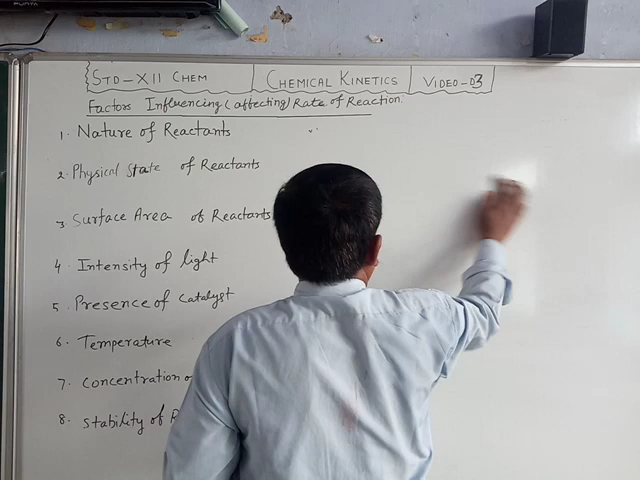 STD-XII CHEM CHEMICAL KINETICS VIDEO-03
Factors Influencing (affecting) Rate of Reaction.
1. Nature of Reactants
2. Physical State of Reactants
3. Surface Area of Reactants
4. Intensity of light
5. Presence of catalyst
6. Temperature
7. Concentration
8. Stability of